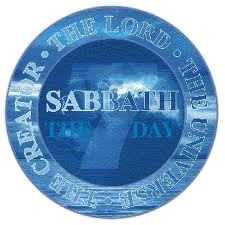 THE CREATOR • THE LORD • THE UNIVERSE •
7
SABBATH
THE DAY